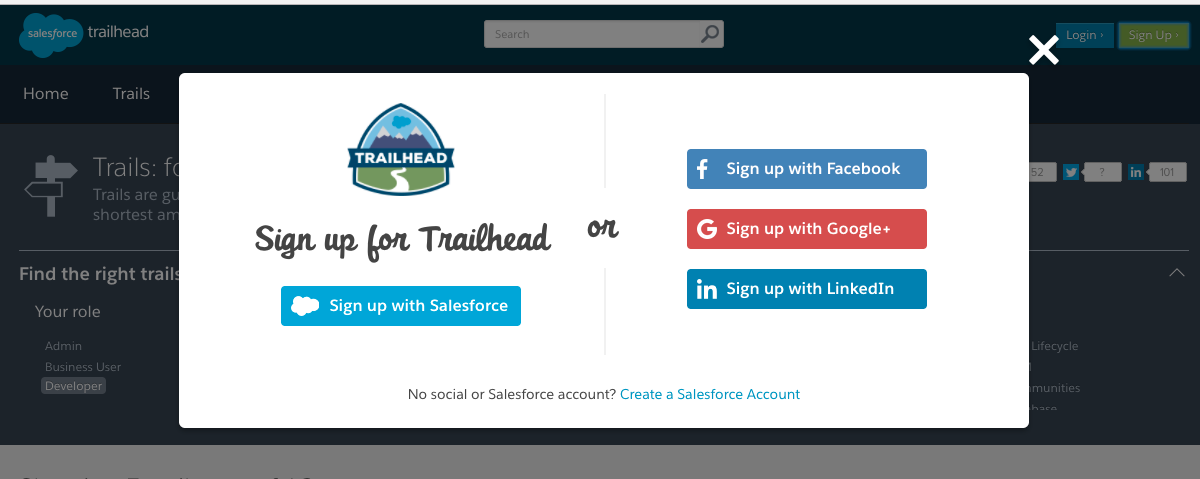 salesforce trailhead
Search
Login ›
Sign Up ›
Home Trails
Trails: fo
Trails are gu
shortest am
52 ? 101
Find the right trails
Your role
Admin
Business User
Developer
Lifecycle
munities
TRAILHEAD
Sign up for Trailhead
Sign up with Salesforce
or
Sign up with Facebook
Sign up with Google+
Sign up with LinkedIn
No social or Salesforce account? Create a Salesforce Account